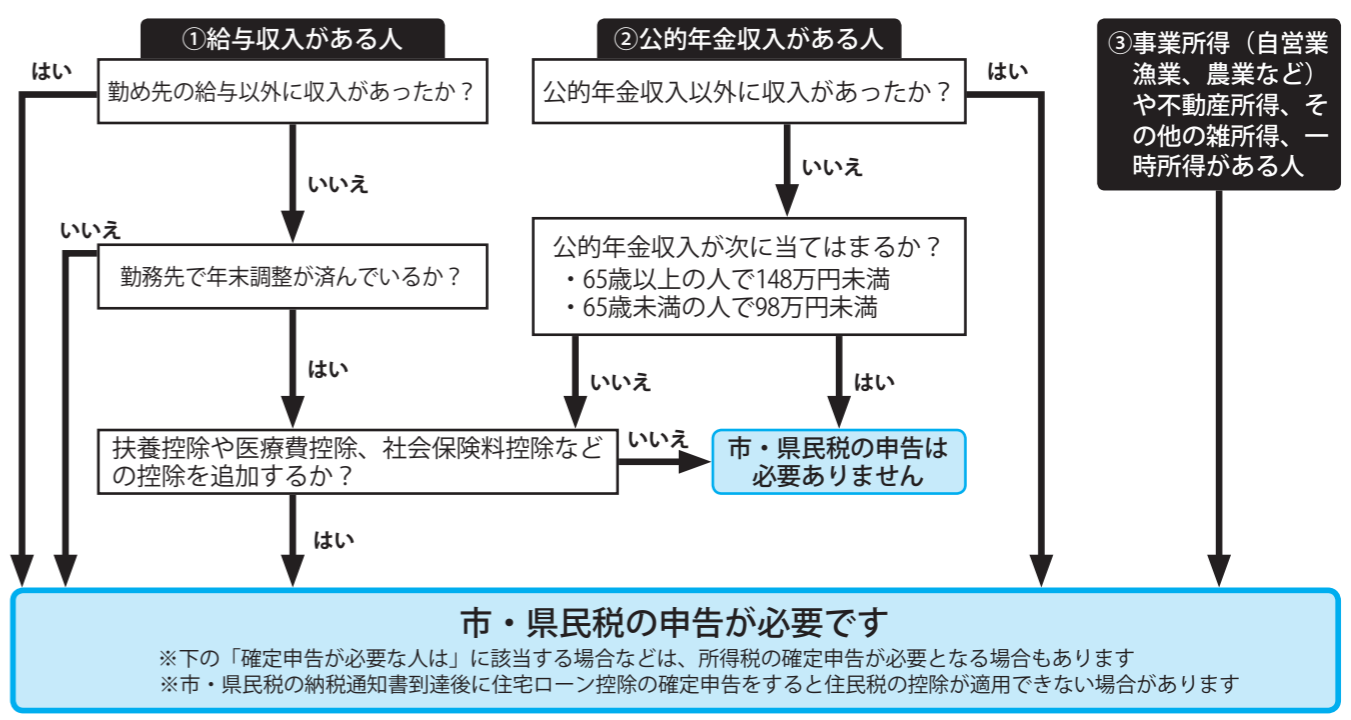 ①給与収入がある人
はい
勤め先の給与以外に収入があったか？
いいえ
いいえ
勤務先で年末調整が済んでいるか？
はい
扶養控除や医療費控除、社会保険料控除など
の控除を追加するか？
いいえ
はい
②公的年金収入がある人
公的年金収入以外に収入があったか？
はい
いいえ
公的年金収入が次に当てはまるか？
・65歳以上の人で148万円未満
・65歳未満の人で98万円未満
いいえ
はい
市・県民税の申告は
必要ありません
③事業所得（自営業
漁業、農業など）
や不動産所得、そ
の他の雑所得、一
時所得がある人
市・県民税の申告が必要です
※下の「確定申告が必要な人は」に該当する場合などは、所得税の確定申告が必要となる場合もあります
※市・県民税の納税通知書到達後に住宅ローン控除の確定申告をすると住民税の控除が適用できない場合があります